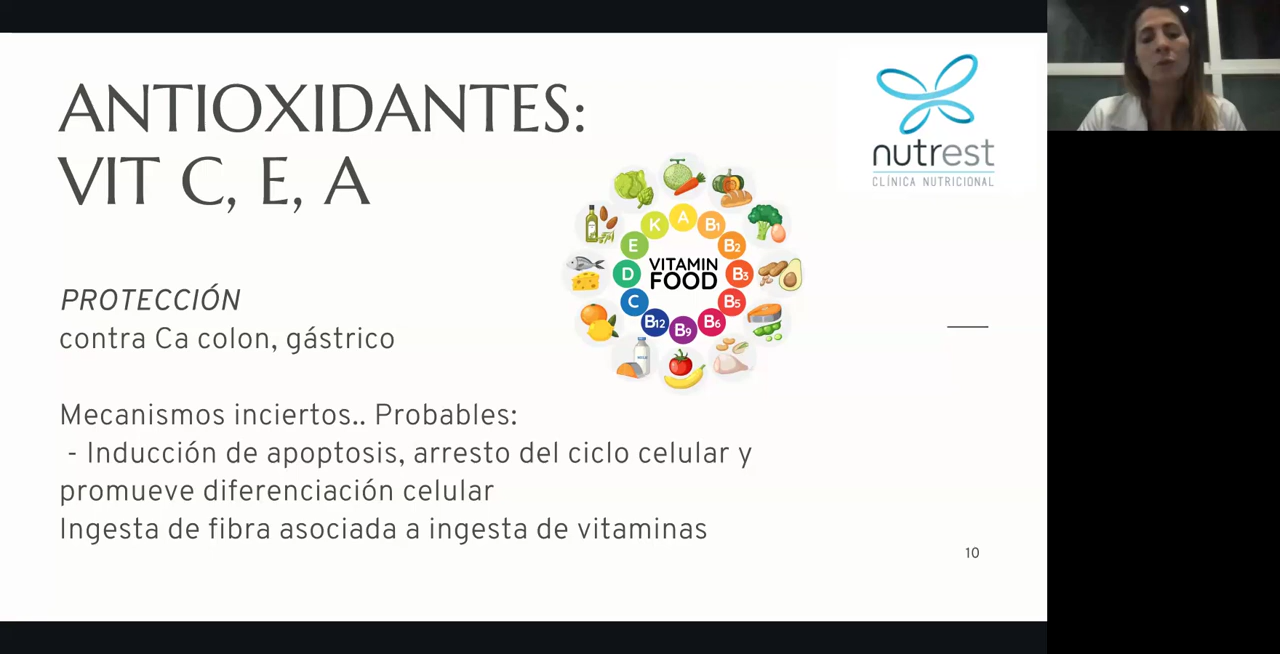 ANTIOXIDANTES:
VIT C, E, A
nutrest
CLÍNICA NUTRICIONAL
K
A
B1
E
B2
D
VITAMIN
FOOD
B3
C
B5
B12
B9
B6
PROTECCIÓN
contra Ca colon, gástrico
Mecanismos inciertos.. Probables:
- Inducción de apoptosis, arresto del ciclo celular y
promueve diferenciación celular
Ingesta de fibra asociada a ingesta de vitaminas
10